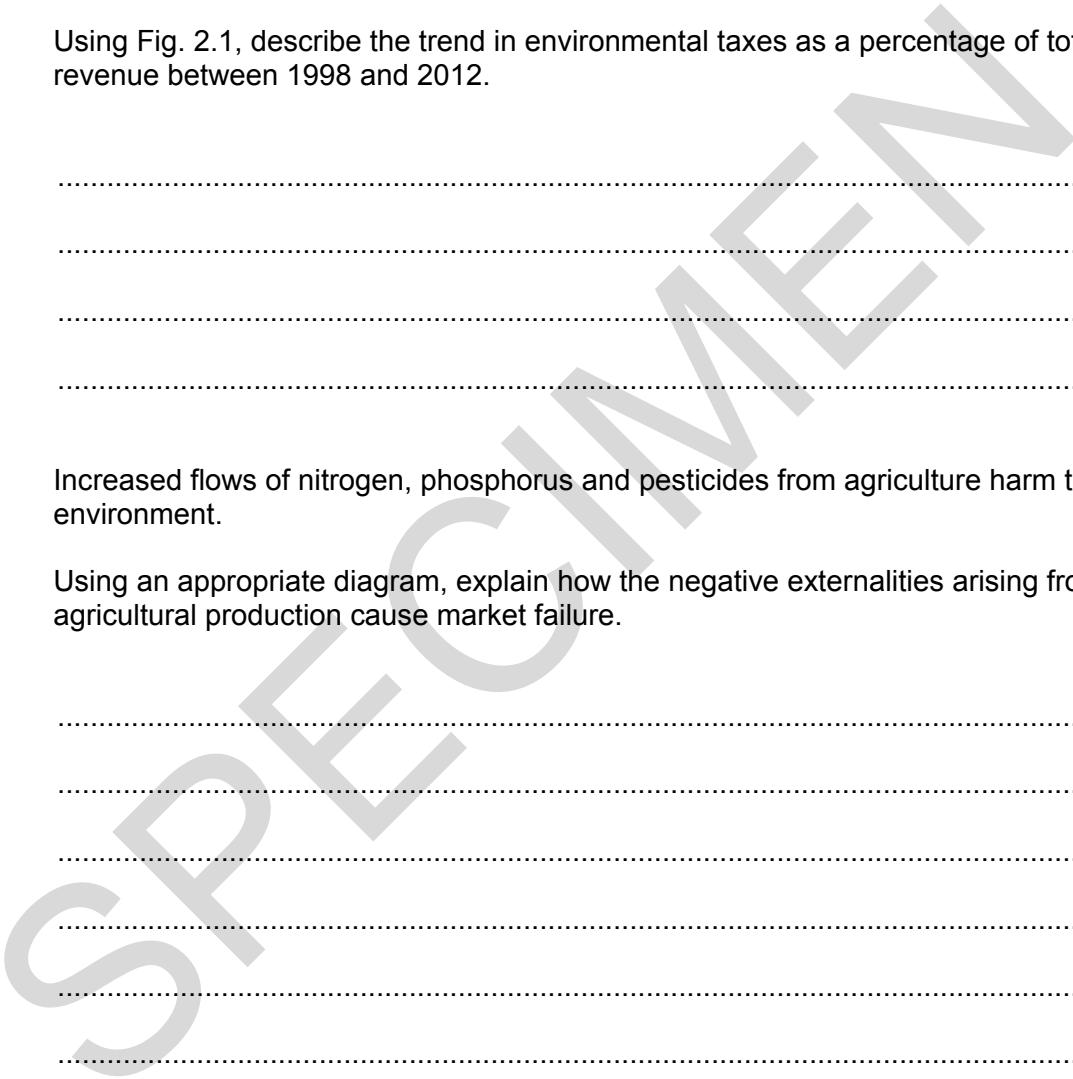 Using Fig. 2.1, describe the trend in environmental taxes as a percentage of
revenue between 1998 and 2012.
Increased flows of nitrogen, phosphorus and pesticides from agriculture harm
environment.
Using an appropriate diagram, explain how the negative externalities arising
agricultural production cause market failure.
SPECIMEN